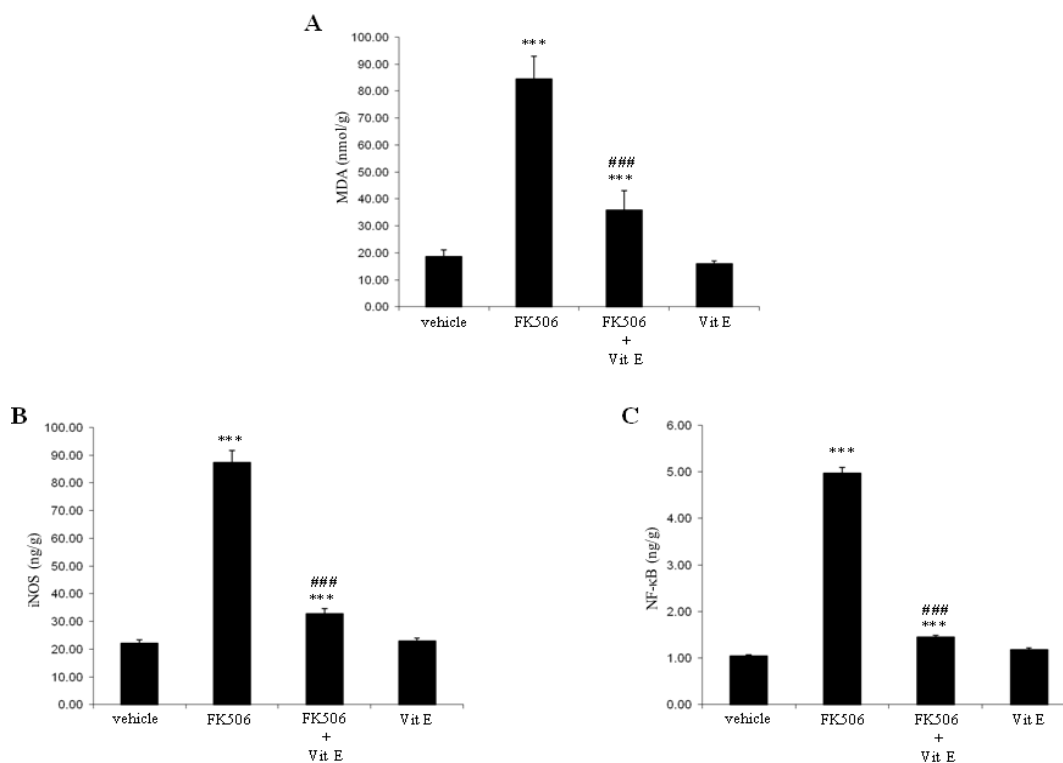 A
MDA (nmol/g)
100.00
90.00
80.00
70.00
60.00
50.00
40.00
30.00
20.00
10.00
0.00
***
###
***
vehicle
FK506
FK506
+
Vit E
Vit E
B
iNOS (ng/g)
100.00
90.00
80.00
70.00
60.00
50.00
40.00
30.00
20.00
10.00
0.00
***
###
***
vehicle
FK506
FK506
+
Vit E
Vit E
C
NF-κB (ng/g)
6.00
5.00
4.00
3.00
2.00
1.00
0.00
***
###
***
vehicle
FK506
FK506
+
Vit E
Vit E